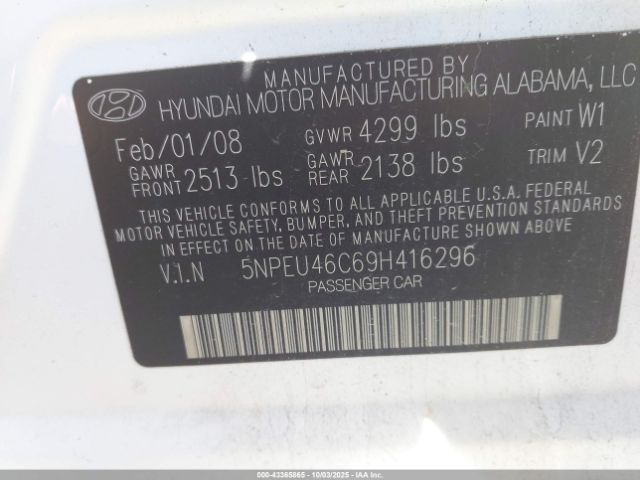 MANUFACTURED BY
HYUNDAI MOTOR MANUFACTURING ALABAMA, LLC
Feb/01/08 GVWR 4299 lbs PAINT W1
GAWR FRONT 2513 lbs GAWR REAR 2138 lbs TRIM V2
THIS VEHICLE CONFORMS TO ALL APPLICABLE U.S.A. FEDERAL
MOTOR VEHICLE SAFETY, BUMPER, AND THEFT PREVENTION STANDARDS
IN EFFECT ON THE DATE OF MANUFACTURE SHOWN ABOVE
V.I.N 5NPEU46C69H416296
PASSENGER CAR
000-43365865 - 10/03/2025 - IAAI.com